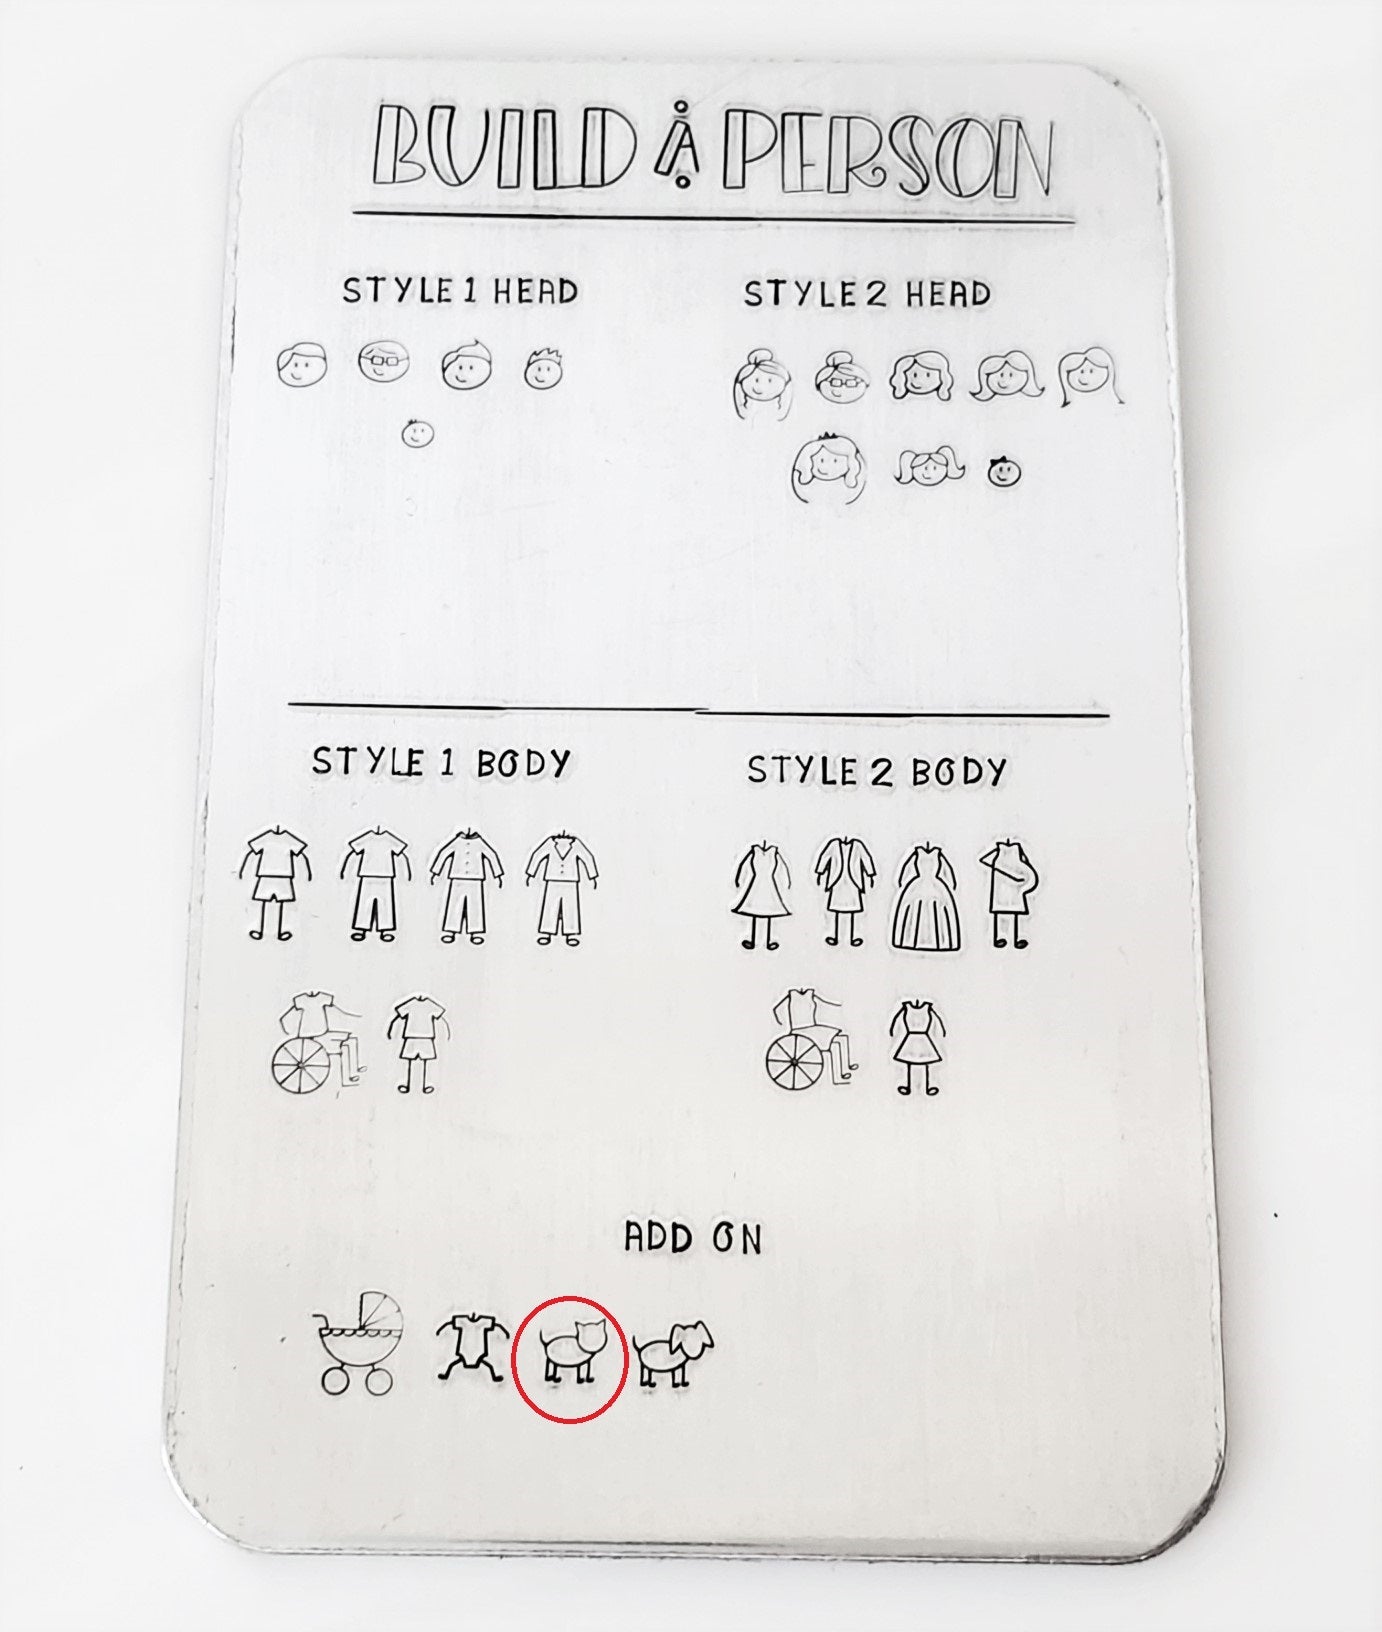 BUILD A PERSON
STYLE 1 HEAD
STYLE 2 HEAD
STYLE 1 BODY
STYLE 2 BODY
ADD ON